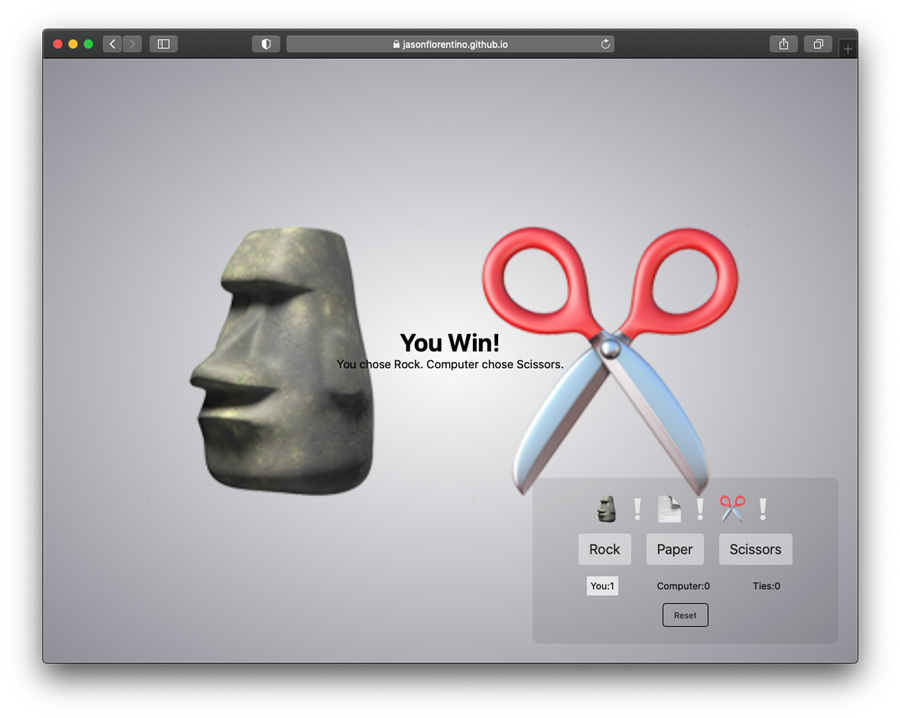 jasonflorentino.github.io
You Win!
You chose Rock. Computer chose Scissors.
Rock Paper Scissors
You:1 Computer:0 Ties:0
Reset